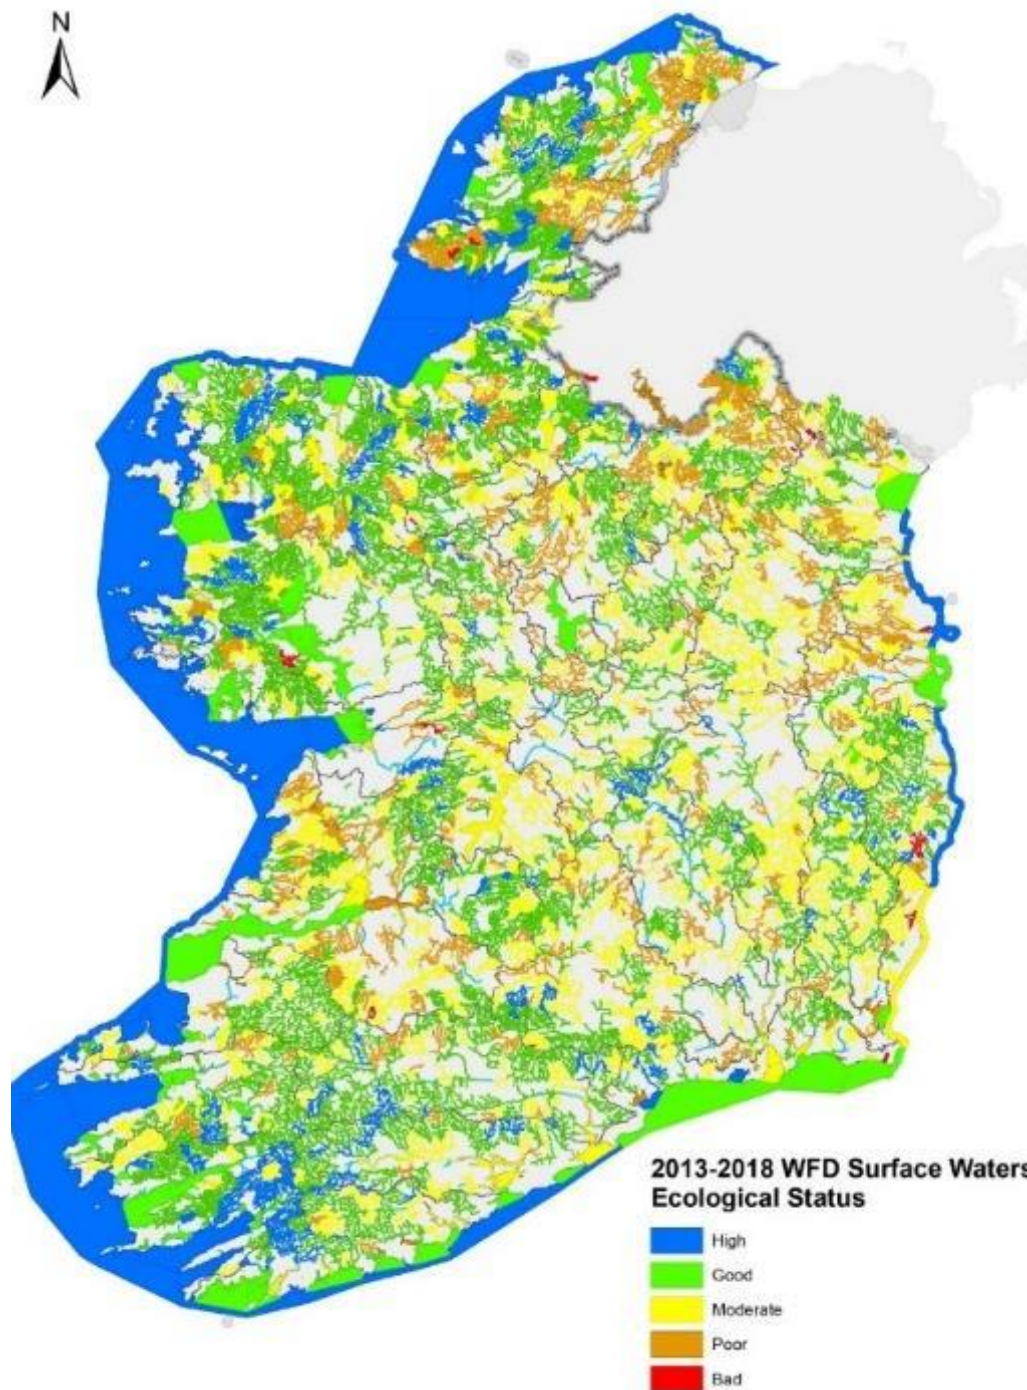 N
2013-2018 WFD Surface Waters
Ecological Status
High
Good
Moderate
Poor
Bad